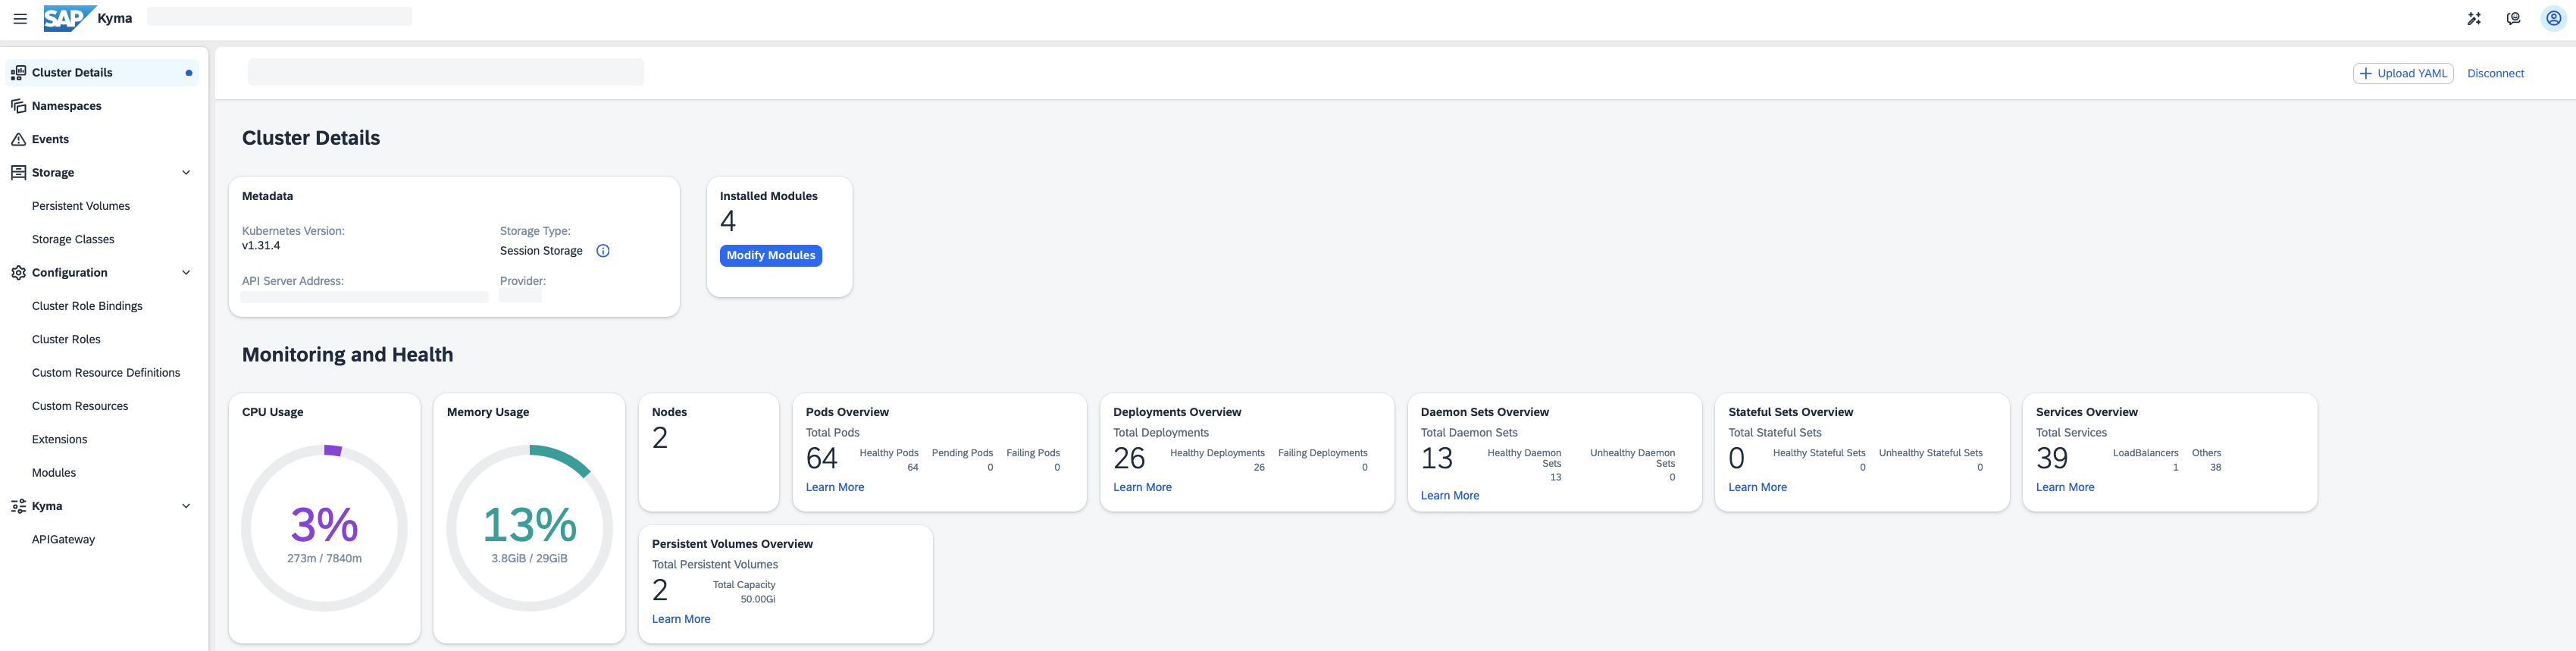 SAP Kyma
Cluster Details
Namespaces
Events
Storage
Persistent Volumes
Storage Classes
Configuration
Cluster Role Bindings
Cluster Roles
Custom Resource Definitions
Custom Resources
Extensions
Modules
Kyma
APIGateway
Upload YAML Disconnect
Cluster Details
Metadata
Kubernetes Version:
v1.31.4
Storage Type:
Session Storage
API Server Address:
Provider:
Installed Modules
4
Modify Modules
Monitoring and Health
CPU Usage
3%
273m / 7840m
Memory Usage
13%
3.8GiB / 29GiB
Nodes
2
Pods Overview
Total Pods
64
Healthy Pods
64
Pending Pods
0
Failing Pods
0
Learn More
Deployments Overview
Total Deployments
26
Healthy Deployments
26
Failing Deployments
0
Learn More
Daemon Sets Overview
Total Daemon Sets
13
Healthy Daemon
Sets
13
Unhealthy Daemon
Sets
0
Learn More
Stateful Sets Overview
Total Stateful Sets
0
Healthy Stateful Sets
0
Unhealthy Stateful Sets
0
Learn More
Services Overview
Total Services
39
LoadBalancers
1
Others
38
Learn More
Persistent Volumes Overview
Total Persistent Volumes
2
Total Capacity
50.00Gi
Learn More